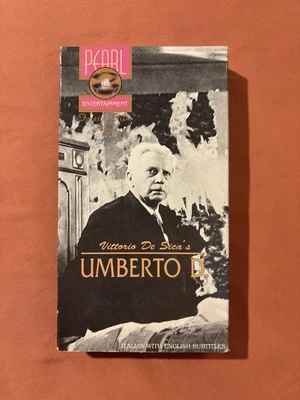 PEARL
ENTERTAINMENT
Vittorio De Sica's
UMBERTO D.
ITALIAN WITH ENGLISH SUBTITLES